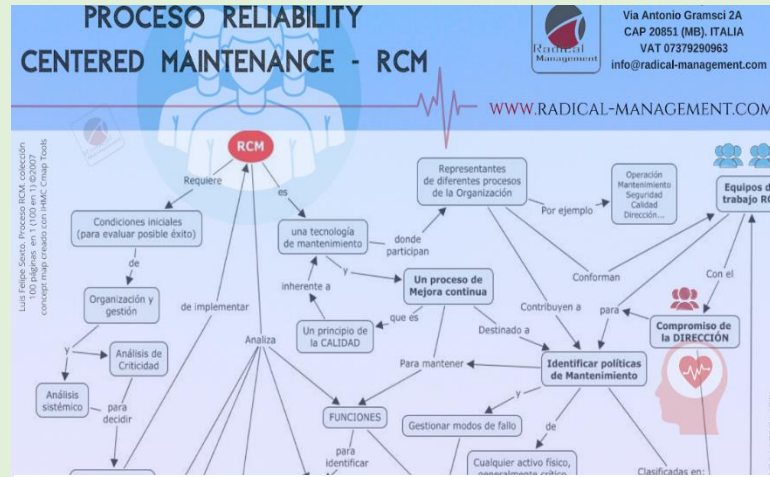 PROCESO RELIABILITY
CENTERED MAINTENANCE - RCM
Radical
Management
Via Antonio Gramsci 2A
CAP 20851 (MB). ITALIA
VAT 07379290963
info@radical-management.com
WWW.RADICAL-MANAGEMENT.COM
Luis Felipe Sexto. Proceso RCM. colección
100 páginas en 1 (100 en 1) ©2007
concept map creado con IHMC Cmap Tools
RCM
Requiere
es
Condiciones iniciales
(para evaluar posible éxito)
una tecnología
de mantenimiento
donde
participan
Representantes
de diferentes procesos
de la Organización
Por ejemplo
Operación
Mantenimiento
Seguridad
Calidad
Dirección...
Equipos d
trabajo RC
de
y
Un proceso de
Mejora continua
Conforman
Con el
Organización y
gestión
de implementar
inherente a
que es
Un principio de
la CALIDAD
Destinado a
Contribuyen a
para
Compromiso de
la DIRECCIÓN
y
Análisis de
Criticidad
Analiza
Para mantener
Identificar políticas
de Mantenimiento
Análisis
sistémico
para
decidir
FUNCIONES
y
Gestionar modos de fallo
de
para
identificar
Cualquier activo físico,
generalmente crítico
Clasificadas en: